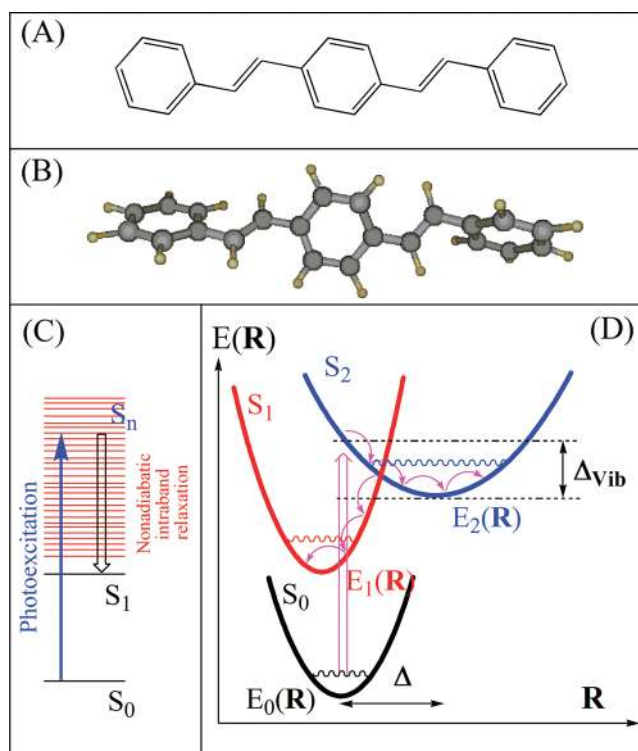 (A)
(B)
(C)
Sn
Photoexcitation
Nonadiabatic
intraband
relaxation
S1
S0
(D)
E(R)
S2
S1
ΔVib
E2(R)
E1(R)
S0
E0(R)
Δ
R